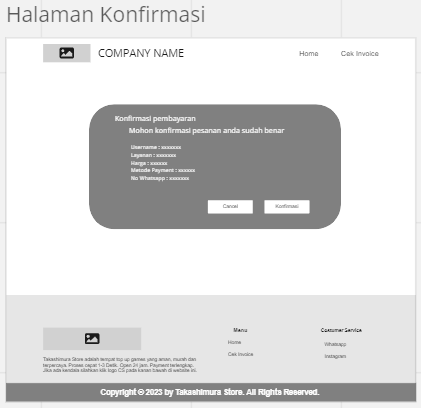 Halaman Konfirmasi
COMPANY NAME
Home
Cek Invoice
Konfirmasi pembayaran
Mohon konfirmasi pesanan anda sudah benar
Username : xxxxxxx
Layanan : xxxxxxx
Harga : xxxxxx
Metode Payment : xxxxxx
No Whatsapp : xxxxxxx
Cancel
Konfirmasi
Takashimura Store adalah tempat top up games yang aman, murah dan
terpercaya. Proses cepat 1-3 Detik. Open 24 jam. Payment terlengkap.
Jika ada kendala silahkan klik logo CS pada kanan bawah di website ini.
Menu
Home
Cek Invoice
Costumer Service
Whatsapp
Instagram
Copyright © 2023 by Takashimura Store. All Rights Reserved.